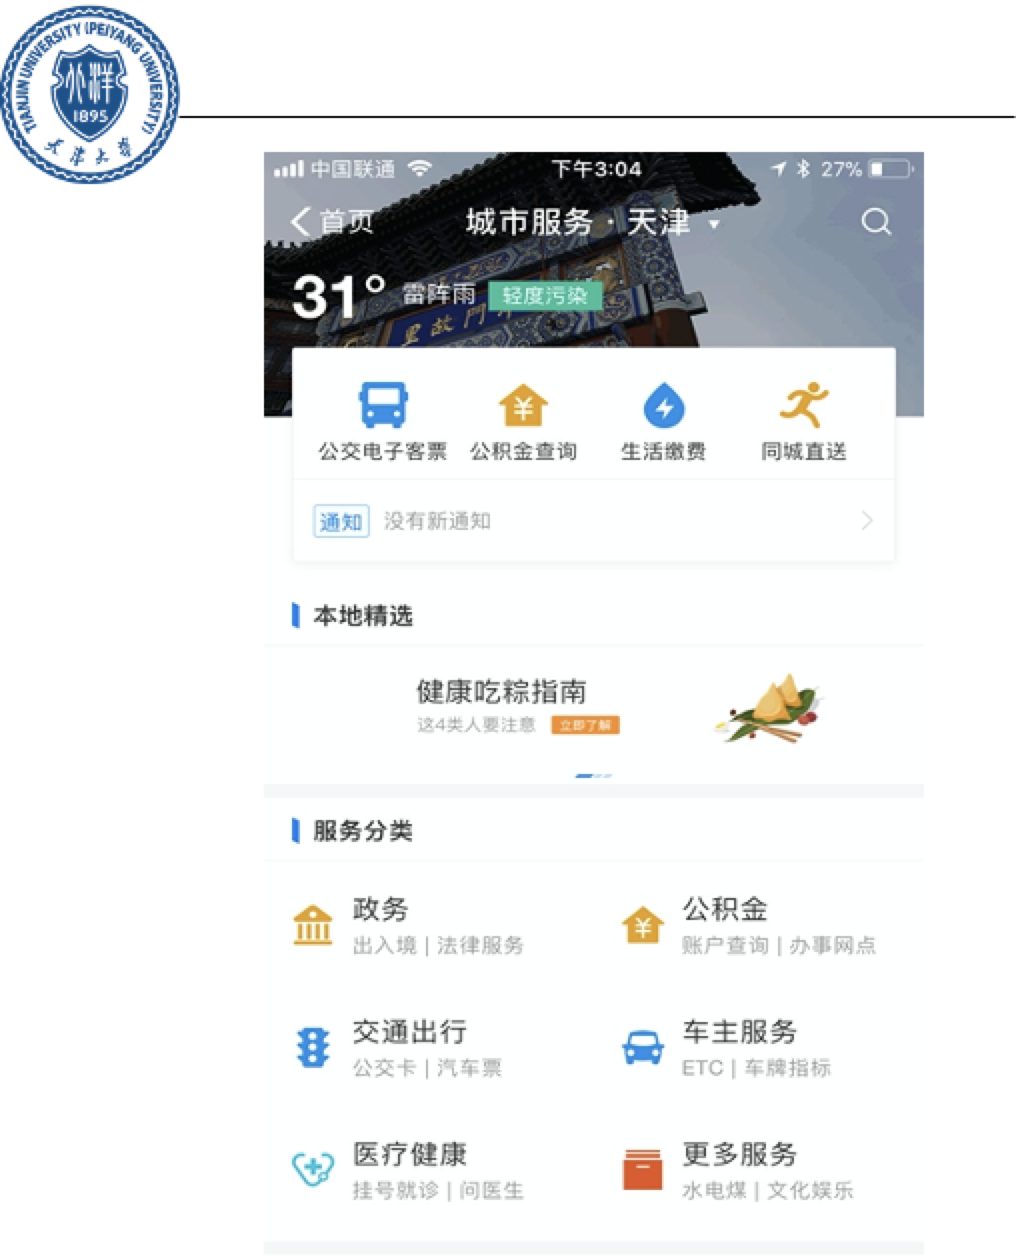 TIANJIN UNIVERSITY (PEIYANG UNIVERSITY)
北洋
1895
天津大学
中国联通 下午3:04 27%
首页 城市服务 · 天津
31° 雷阵雨 轻度污染
門故里
公交电子客票 公积金查询 生活缴费 同城直送
通知 没有新通知
本地精选
健康吃粽指南
这4类人要注意 立即了解
服务分类
政务 公积金
出入境 | 法律服务 账户查询 | 办事网点
交通出行 车主服务
公交卡 | 汽车票 ETC | 车牌指标
医疗健康 更多服务
挂号就诊 | 问医生 水电煤 | 文化娱乐